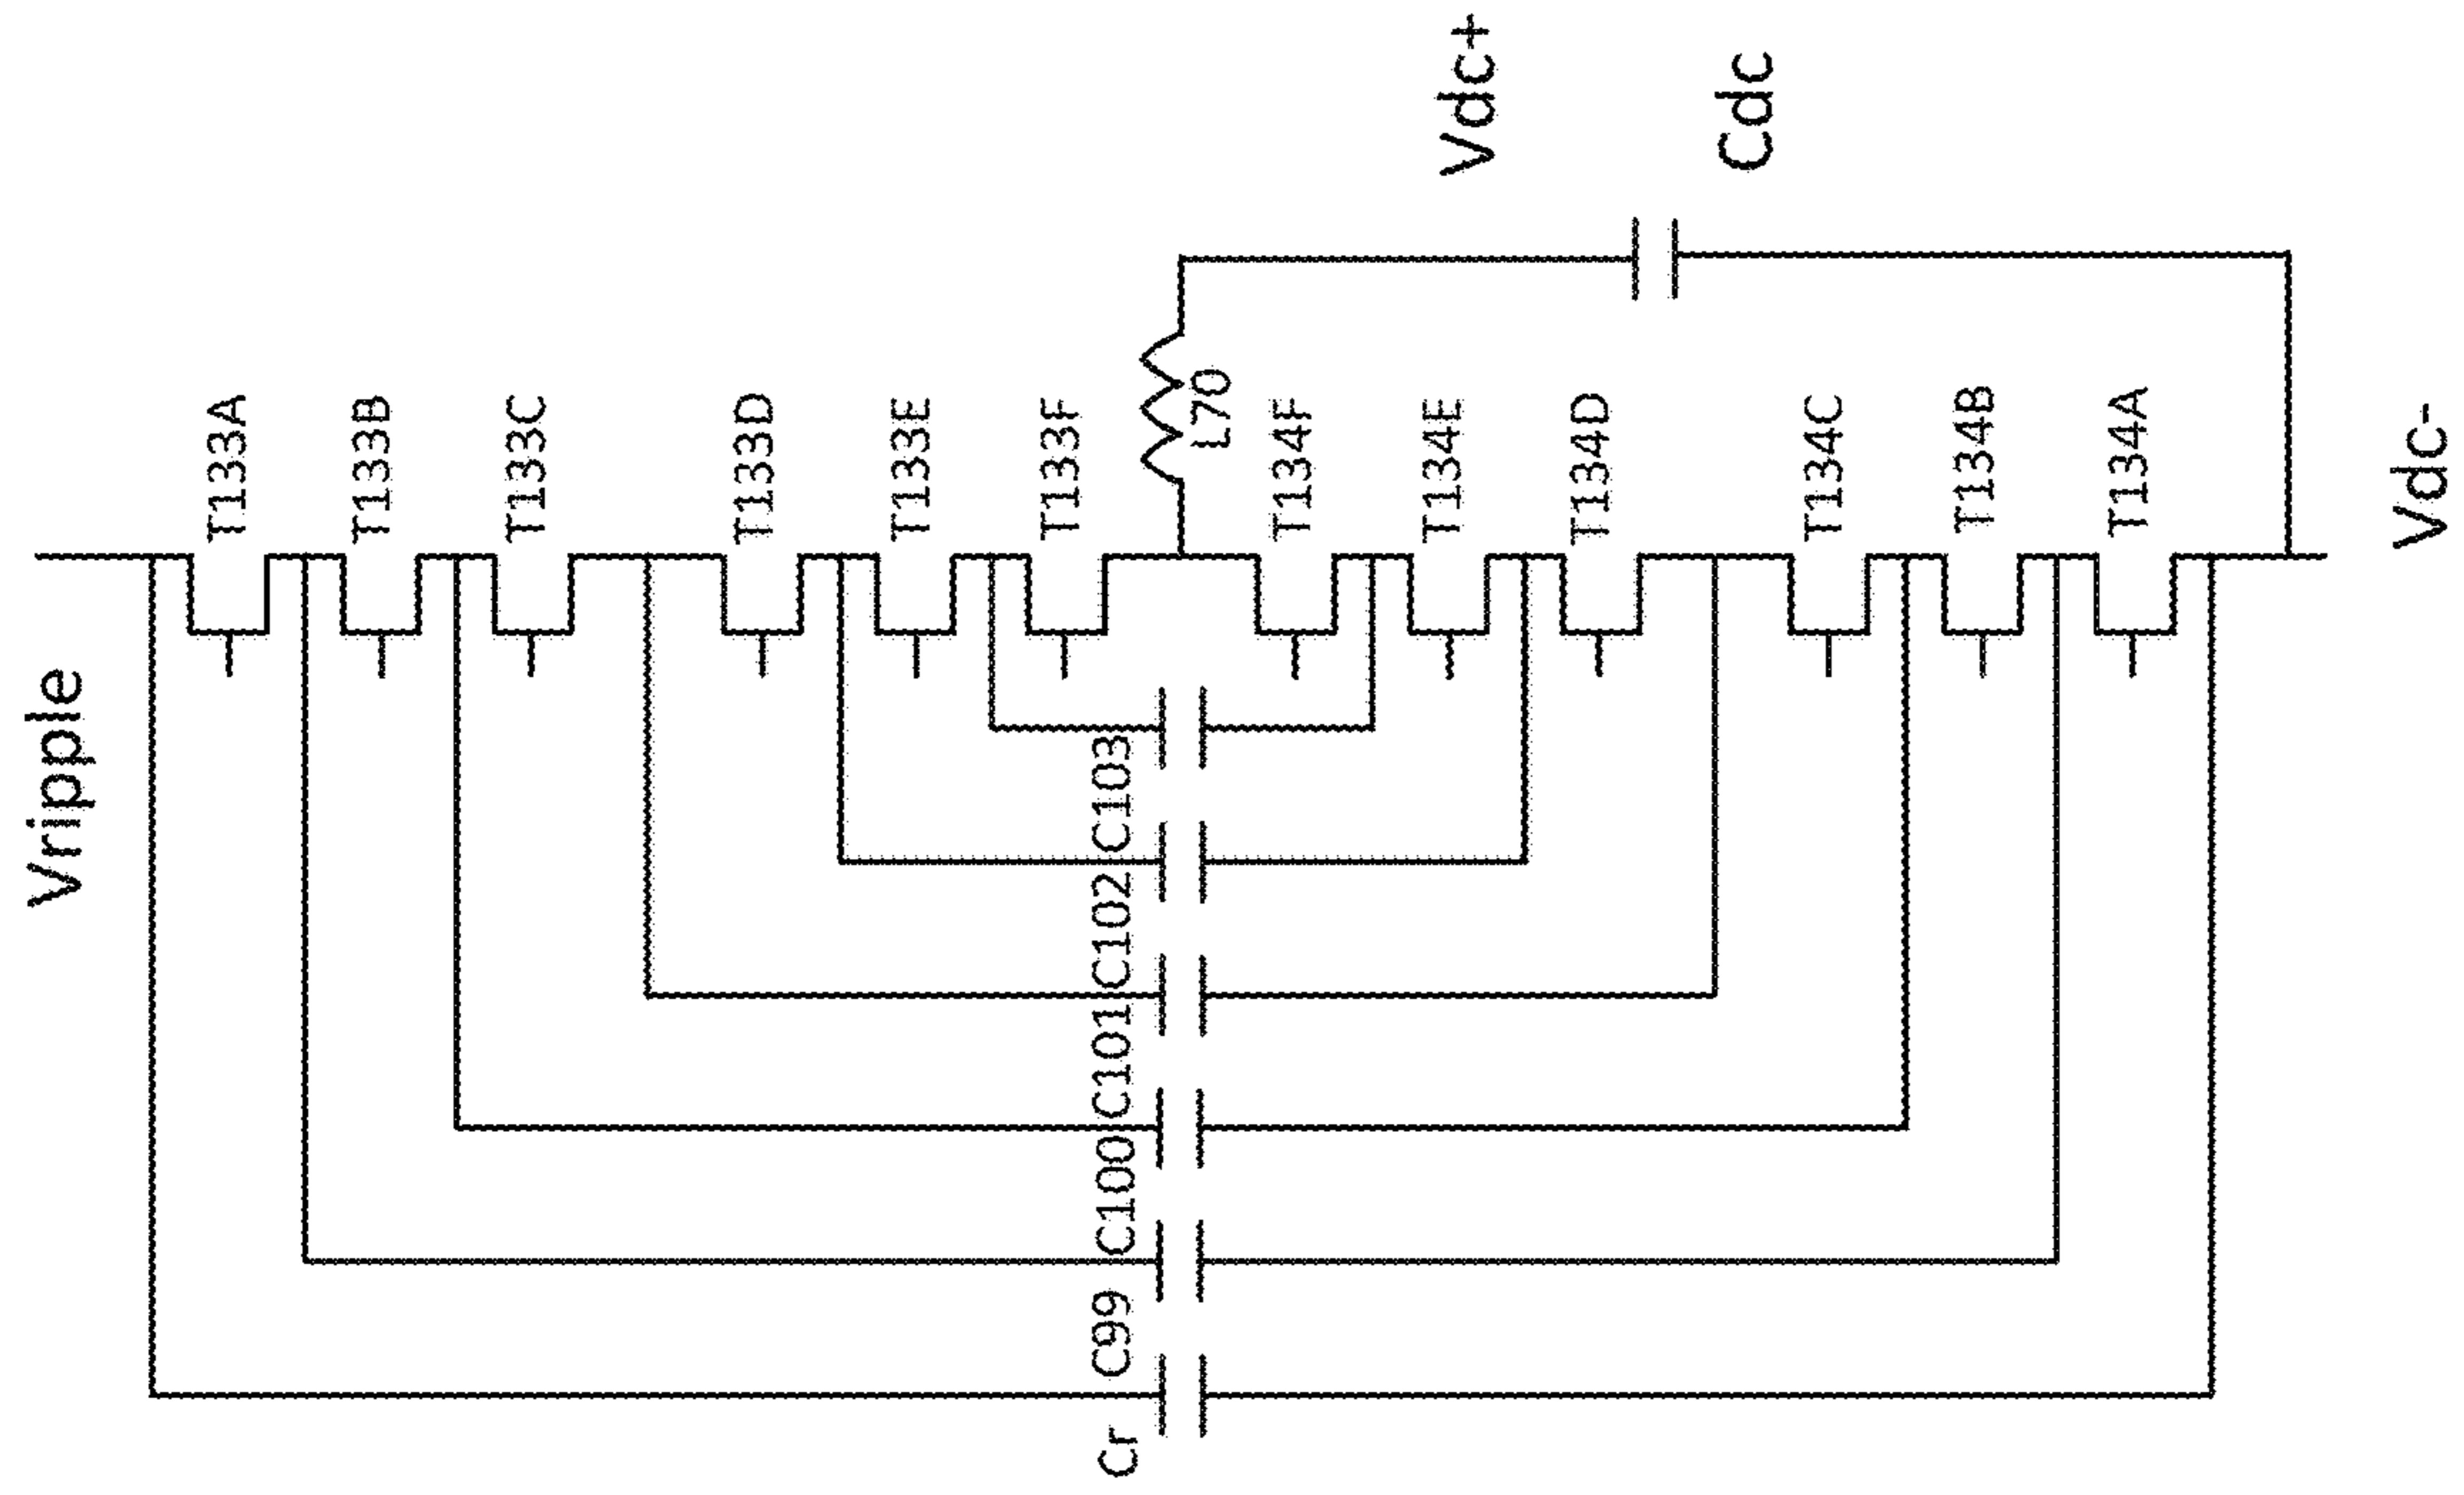 Vripple
T133A
T133B
T133C
T133D
T133E
T133F
L70
T134F
T134E
T134D
T134C
T134B
T134A
Vdc+
Cdc
Vdc-
Cr
C99
C100
C101
C102
C103